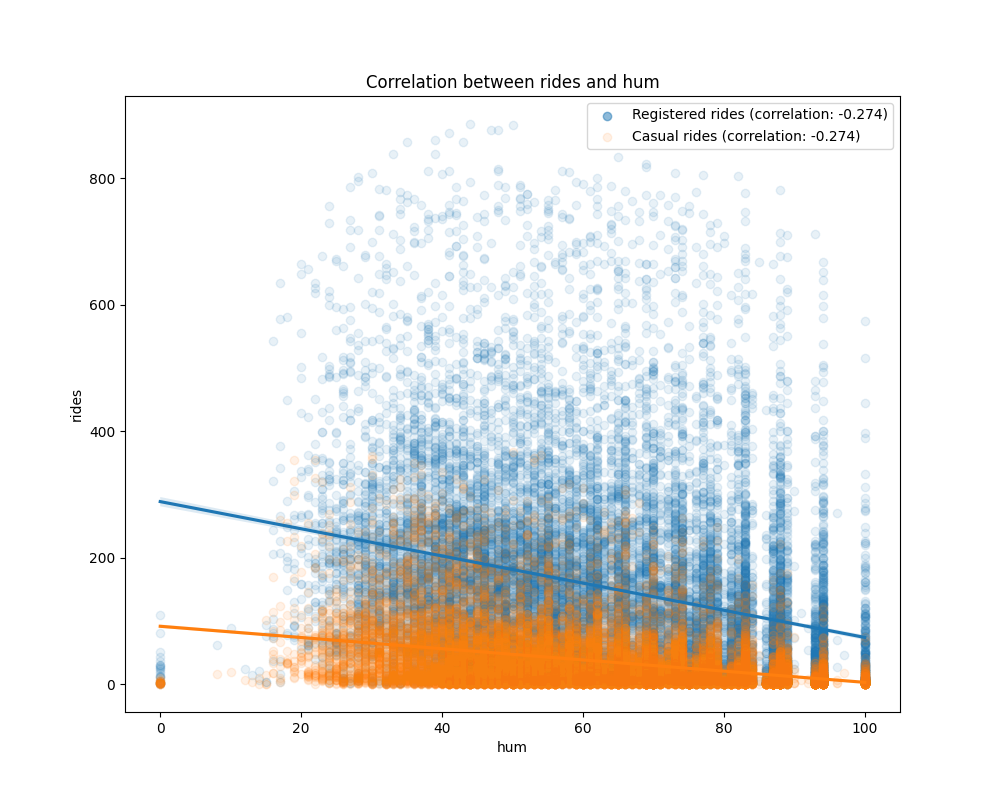 Correlation between rides and hum
Registered rides (correlation: -0.274)
Casual rides (correlation: -0.274)
800
600
400
200
0
rides
0 20 40 60 80 100
hum